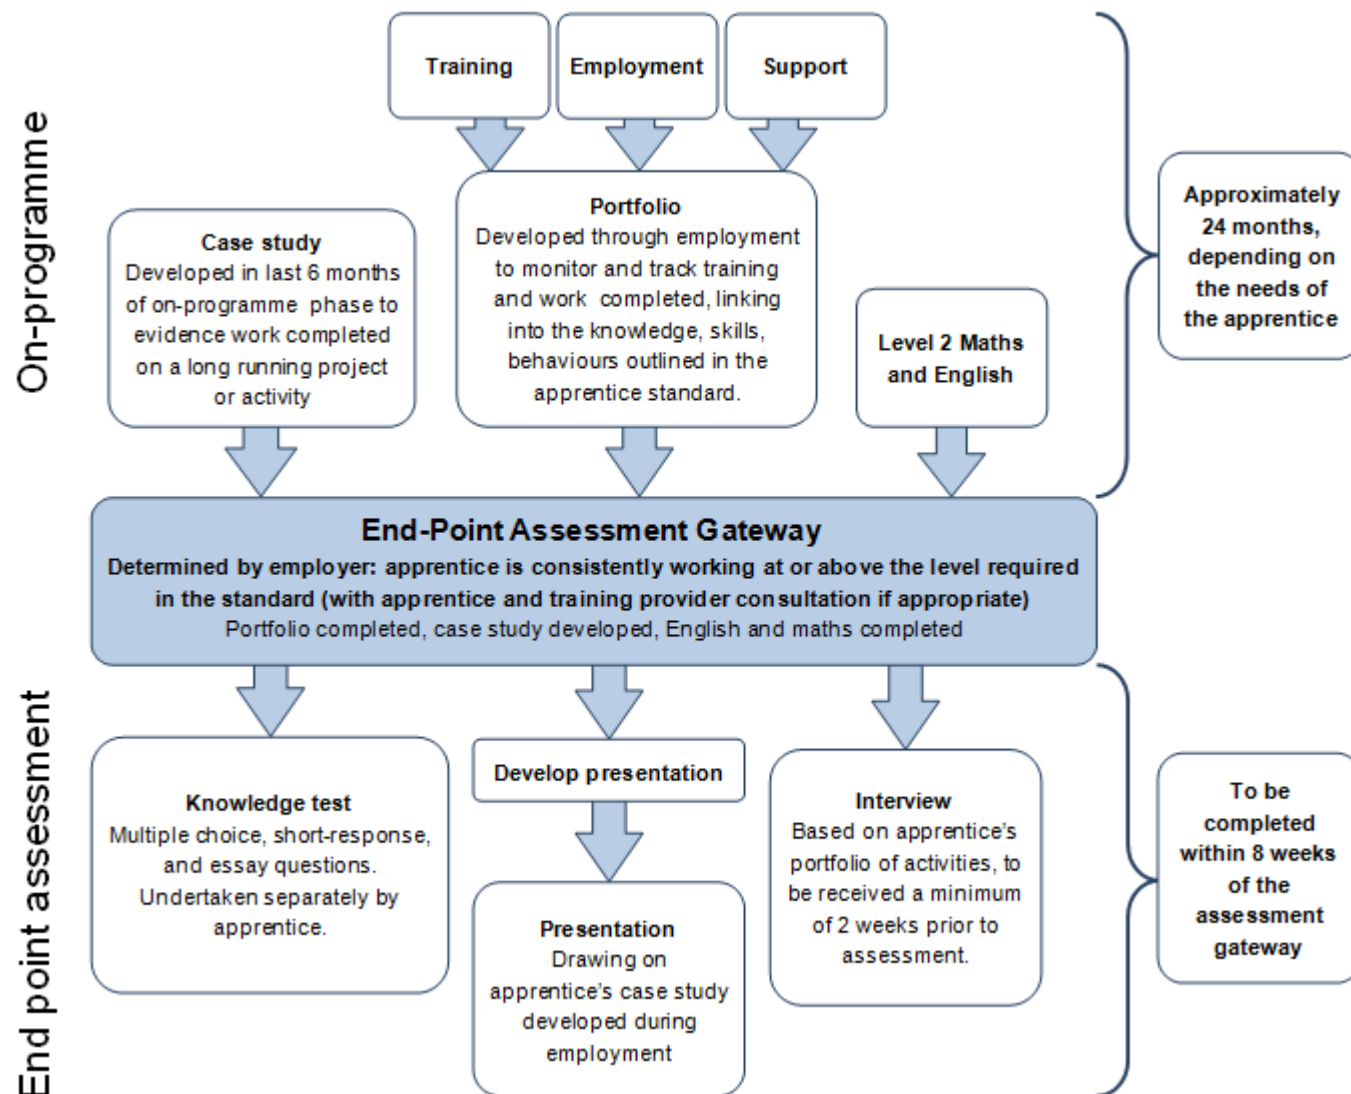 On-programme
Training
Employment
Support
Case study
Developed in last 6 months
of on-programme phase to
evidence work completed
on a long running project
or activity
Portfolio
Developed through employment
to monitor and track training
and work completed, linking
into the knowledge, skills,
behaviours outlined in the
apprentice standard.
Level 2 Maths
and English
Approximately
24 months,
depending on
the needs of
the apprentice
End-Point Assessment Gateway
Determined by employer: apprentice is consistently working at or above the level required
in the standard (with apprentice and training provider consultation if appropriate)
Portfolio completed, case study developed, English and maths completed
End point assessment
Knowledge test
Multiple choice, short-response,
and essay questions.
Undertaken separately by
apprentice.
Develop presentation
Presentation
Drawing on
apprentice's case study
developed during
employment
Interview
Based on apprentice's
portfolio of activities, to
be received a minimum
of 2 weeks prior to
assessment.
To be
completed
within 8 weeks
of the
assessment
gateway